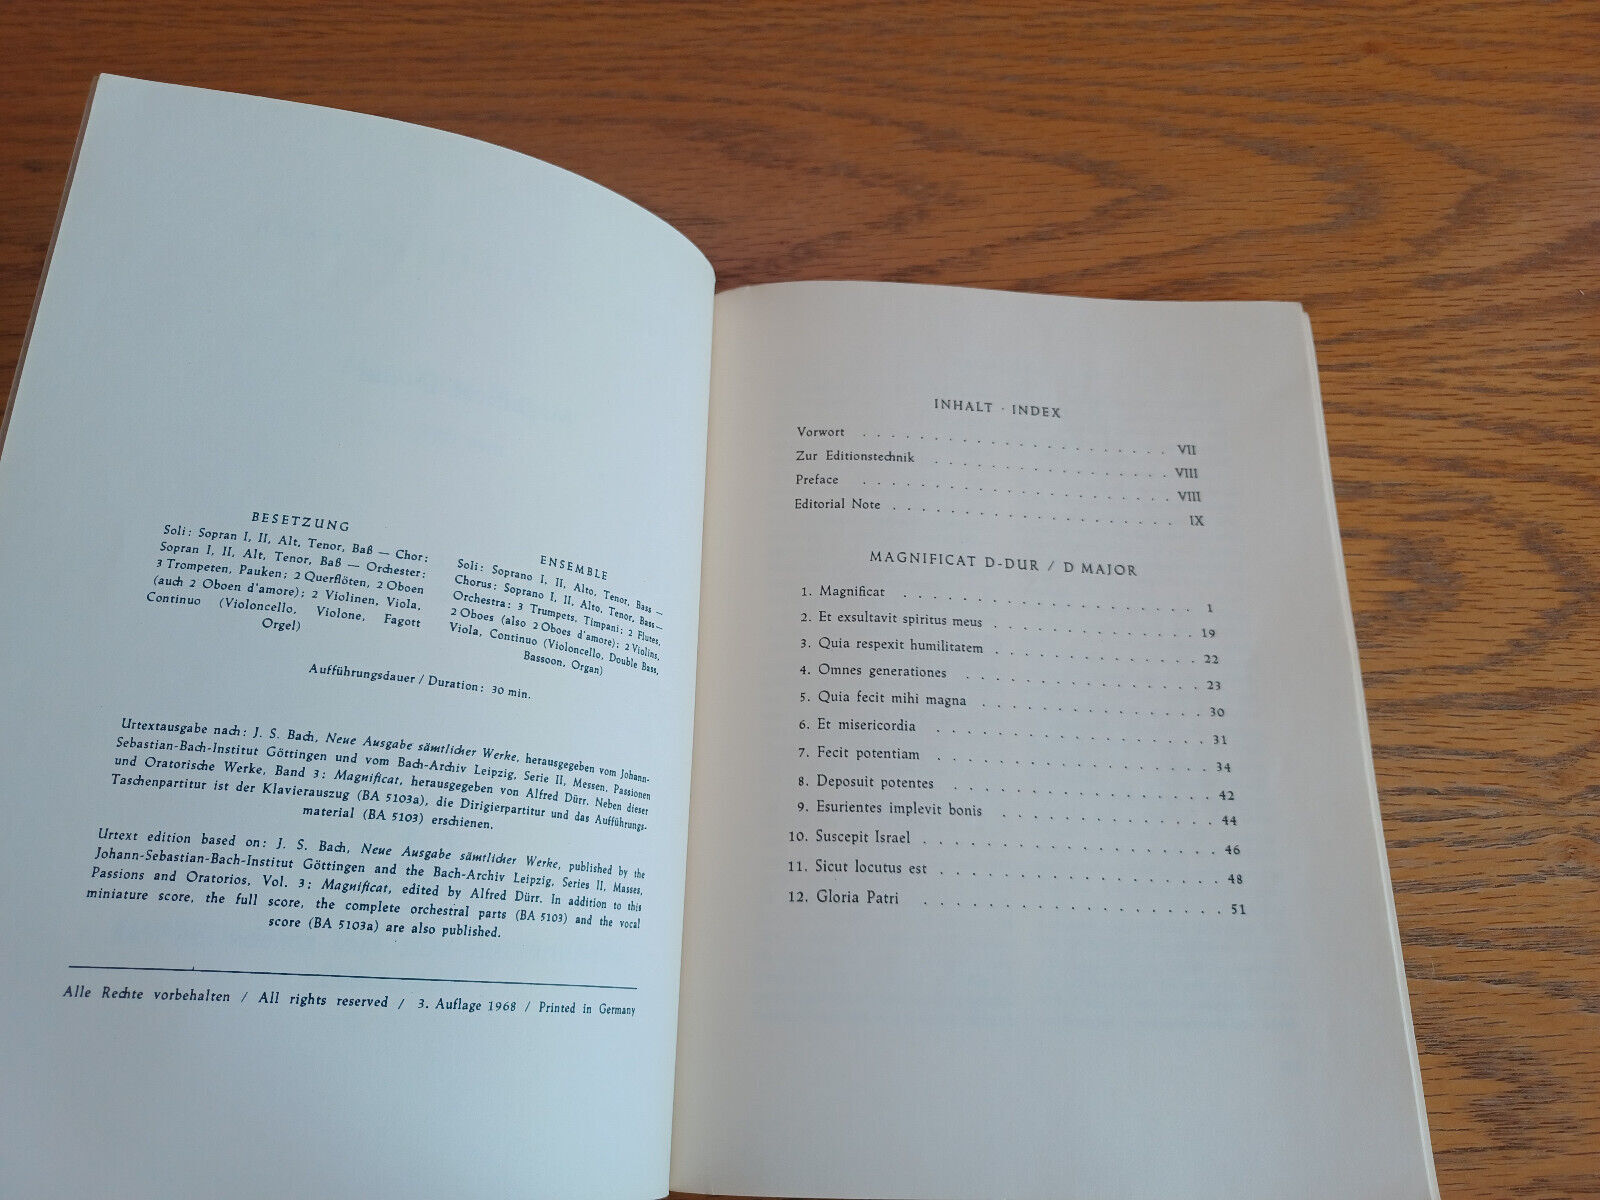 BESETZUNG
Soli: Sopran I, II, Alt, Tenor, Baß — Chor:
Sopran I, II, Alt, Tenor, Baß — Orchester:
3 Trompeten, Pauken; 2 Querflöten, 2 Oboen
(auch 2 Oboen d'amore); 2 Violinen, Viola,
Continuo (Violoncello, Violone, Fagott
Orgel)
ENSEMBLE
Soli: Soprano I, II, Alto, Tenor, Bass —
Chorus: Soprano I, II, Alto, Tenor, Bass—
Orchestra: 3 Trumpets, Timpani; 2 Flutes,
2 Oboes (also 2 Oboes d'amore); 2 Violins,
Viola, Continuo (Violoncello, Double Bass,
Bassoon, Organ)
Aufführungsdauer / Duration: 30 min.
Urtextausgabe nach: J. S. Bach, Neue Ausgabe sämtlicher Werke, herausgegeben vom Johann-
Sebastian-Bach-Institut Göttingen und vom Bach-Archiv Leipzig, Serie II, Messen, Passionen
und Oratorische Werke, Band 3: Magnificat, herausgegeben von Alfred Dürr. Neben dieser
Taschenpartitur ist der Klavierauszug (BA 5103a), die Dirigierpartitur und das Aufführungs-
material (BA 5103) erschienen.
Urtext edition based on: J. S. Bach, Neue Ausgabe sämtlicher Werke, published by the
Johann-Sebastian-Bach-Institut Göttingen and the Bach-Archiv Leipzig, Series II, Masses,
Passions and Oratorios, Vol. 3: Magnificat, edited by Alfred Dürr. In addition to this
miniature score, the full score, the complete orchestral parts (BA 5103) and the vocal
score (BA 5103a) are also published.
Alle Rechte vorbehalten / All rights reserved / 3. Auflage 1968 / Printed in Germany
INHALT · INDEX
Vorwort . . . . . . . . . . . . . . . . . . . . . . VII
Zur Editionstechnik . . . . . . . . . . . . . . . . . VIII
Preface . . . . . . . . . . . . . . . . . . . . . . VIII
Editorial Note . . . . . . . . . . . . . . . . . . . . IX
MAGNIFICAT D-DUR / D MAJOR
1. Magnificat . . . . . . . . . . . . . . . . . . . . 1
2. Et exsultavit spiritus meus . . . . . . . . . . . . . 19
3. Quia respexit humilitatem . . . . . . . . . . . . . 22
4. Omnes generationes . . . . . . . . . . . . . . . . 23
5. Quia fecit mihi magna . . . . . . . . . . . . . . . 30
6. Et misericordia . . . . . . . . . . . . . . . . . . 31
7. Fecit potentiam . . . . . . . . . . . . . . . . . . 34
8. Deposuit potentes . . . . . . . . . . . . . . . . . 42
9. Esurientes implevit bonis . . . . . . . . . . . . . . 44
10. Suscepit Israel . . . . . . . . . . . . . . . . . . . 46
11. Sicut locutus est . . . . . . . . . . . . . . . . . . 48
12. Gloria Patri . . . . . . . . . . . . . . . . . . . 51